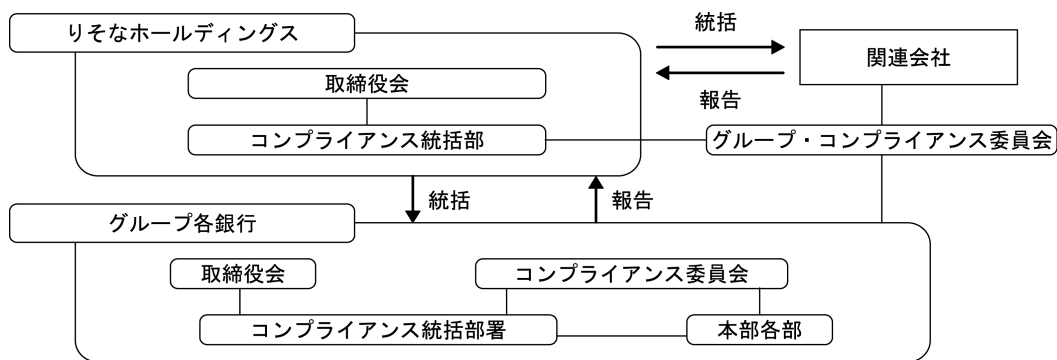 りそなホールディングス
統括
関連会社
取締役会
報告
コンプライアンス統括部
グループ・コンプライアンス委員会
統括
報告
グループ各銀行
取締役会
コンプライアンス委員会
コンプライアンス統括部署
本部各部